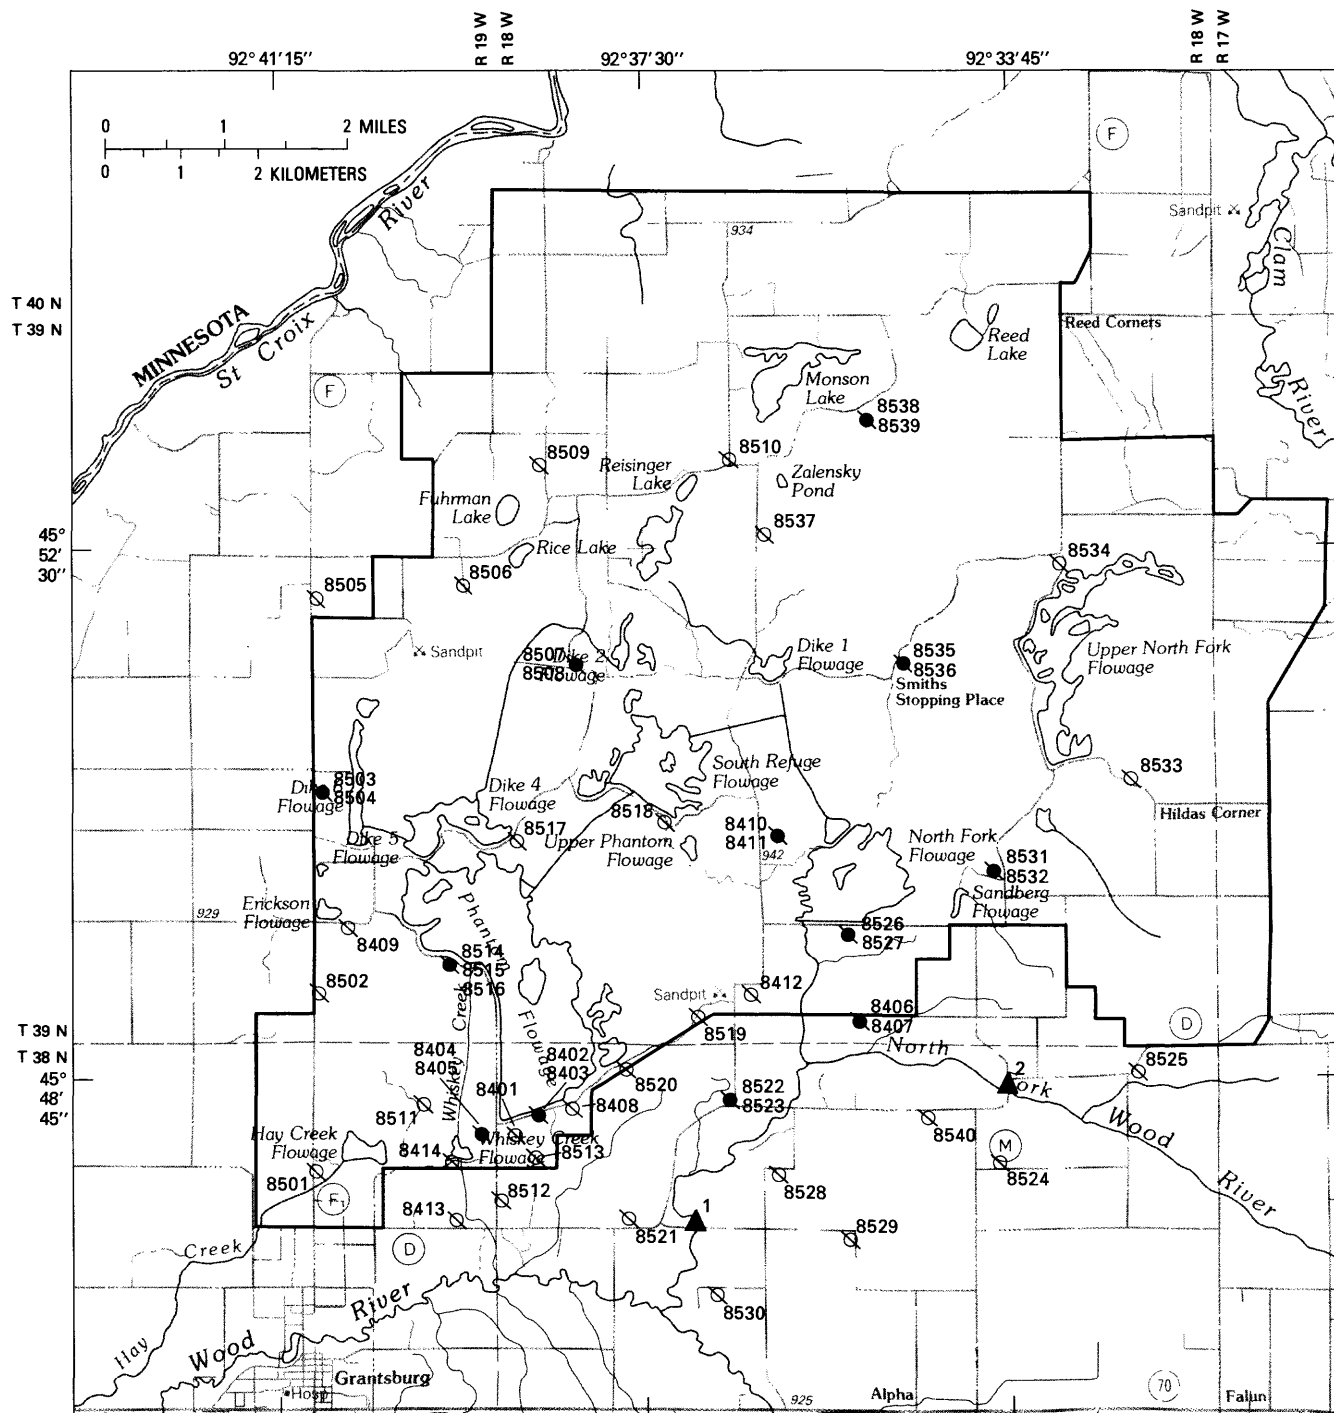 R 19 W
R 18 W
R 18 W
R 17 W
92° 41' 15''
92° 37' 30''
92° 33' 45''
0 1 2 MILES
0 1 2 KILOMETERS
F
River
Sandpit
934
Clam
T 40 N
T 39 N
MINNESOTA
St Croix
Reed Corners
Reed
Lake
River
F
Monson
Lake
8538
8539
8509
8510
Reisinger
Lake
Zalensky
Pond
Fuhrman
Lake
8537
45°
52'
30''
Rice Lake
8534
8505
8506
Sandpit
8507
8508
Dike 2
Flowage
Dike 1
Flowage
8535
8536
Smiths
Stopping Place
Upper North Fork
Flowage
South Refuge
Flowage
8533
8503
8504
Flowage
Dike 4
Flowage
8518
Hildas Corner
8517
8410
8411
942
Dike 5
Flowage
Upper Phantom
Flowage
North Fork
Flowage
8531
8532
Sandberg
Flowage
Erickson
Flowage
929
8409
Phantom
Flowage
8526
8527
8514
8515
8516
8502
Sandpit
8412
8519
8406
8407
D
T 39 N
T 38 N
45°
48'
45''
Whiskey Creek
8404
8405
8401
8402
8403
8520
North
Fork
2
8525
8511
8408
8522
8523
Wood
River
8540
Hay Creek
Flowage
8414
Whiskey Creek
Flowage
8513
M
8524
8501
F
8512
8528
8413
8521
1
8529
D
Creek
Hay
Wood
River
8530
Grantsburg
Hosp
925
Alpha
70
Falun